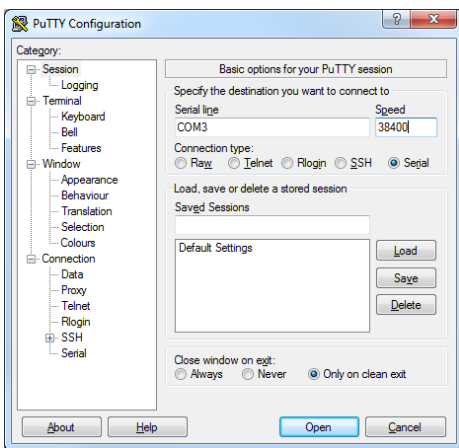 PuTTY Configuration
Category:
Session
Logging
Terminal
Keyboard
Bell
Features
Window
Appearance
Behaviour
Translation
Selection
Colours
Connection
Data
Proxy
Telnet
Rlogin
SSH
Serial
Basic options for your PuTTY session
Specify the destination you want to connect to
Serial line Speed
COM3 38400
Connection type:
Raw Telnet Rlogin SSH Serial
Load, save or delete a stored session
Saved Sessions
Default Settings
Load
Save
Delete
Close window on exit:
Always Never Only on clean exit
About Help Open Cancel